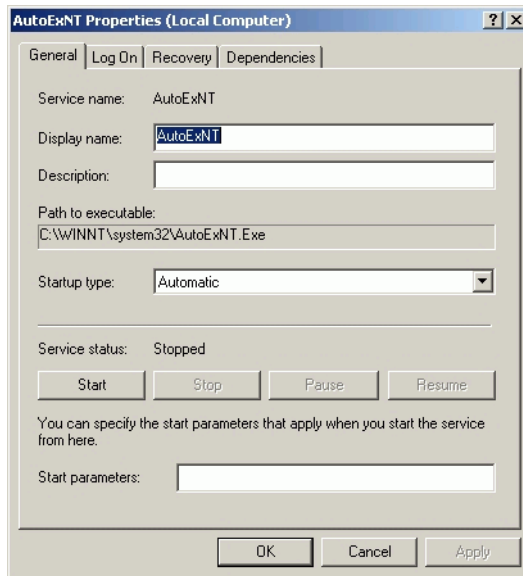 AutoExNT Properties (Local Computer)
General Log On Recovery Dependencies
Service name: AutoExNT
Display name: AutoExNT
Description:
Path to executable:
C:\WINNT\system32\AutoExNT.Exe
Startup type: Automatic
Service status: Stopped
Start Stop Pause Resume
You can specify the start parameters that apply when you start the service
from here.
Start parameters:
OK Cancel Apply